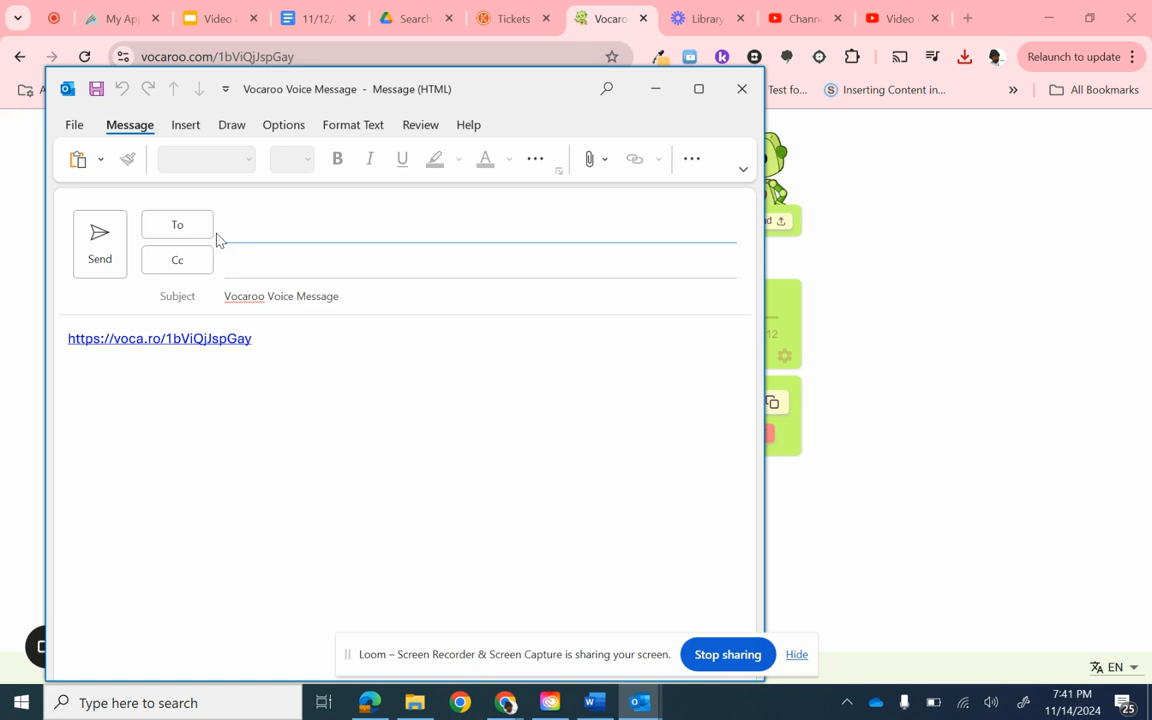 My Ap
Video
11/12/
Search
Tickets
Vocaro
Library
Chann
Video
vocaroo.com/1bViQjJspGay
Relaunch to update
Test fo...
Inserting Content in...
All Bookmarks
Vocaroo Voice Message - Message (HTML)
File
Message
Insert
Draw
Options
Format Text
Review
Help
B I U
A
Send
To
Cc
Subject
Vocaroo Voice Message
https://voca.ro/1bViQjJspGay
12
Loom – Screen Recorder & Screen Capture is sharing your screen.
Stop sharing
Hide
EN
Type here to search
7:41 PM
11/14/2024
25